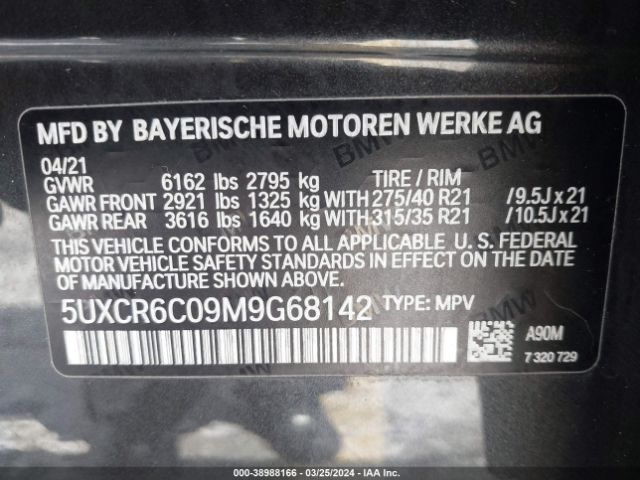 MFD BY BAYERISCHE MOTOREN WERKE AG
04/21
GVWR 6162 lbs 2795 kg TIRE / RIM
GAWR FRONT 2921 lbs 1325 kg WITH 275/40 R21 /9.5J x 21
GAWR REAR 3616 lbs 1640 kg WITH 315/35 R21 /10.5J x 21
THIS VEHICLE CONFORMS TO ALL APPLICABLE U. S. FEDERAL
MOTOR VEHICLE SAFETY STANDARDS IN EFFECT ON THE DATE
OF MANUFACTURE SHOWN ABOVE.
5UXCR6C09M9G68142 TYPE: MPV
A90M
7 320 729
000-38988166 — 03/25/2024 — IAA Inc.